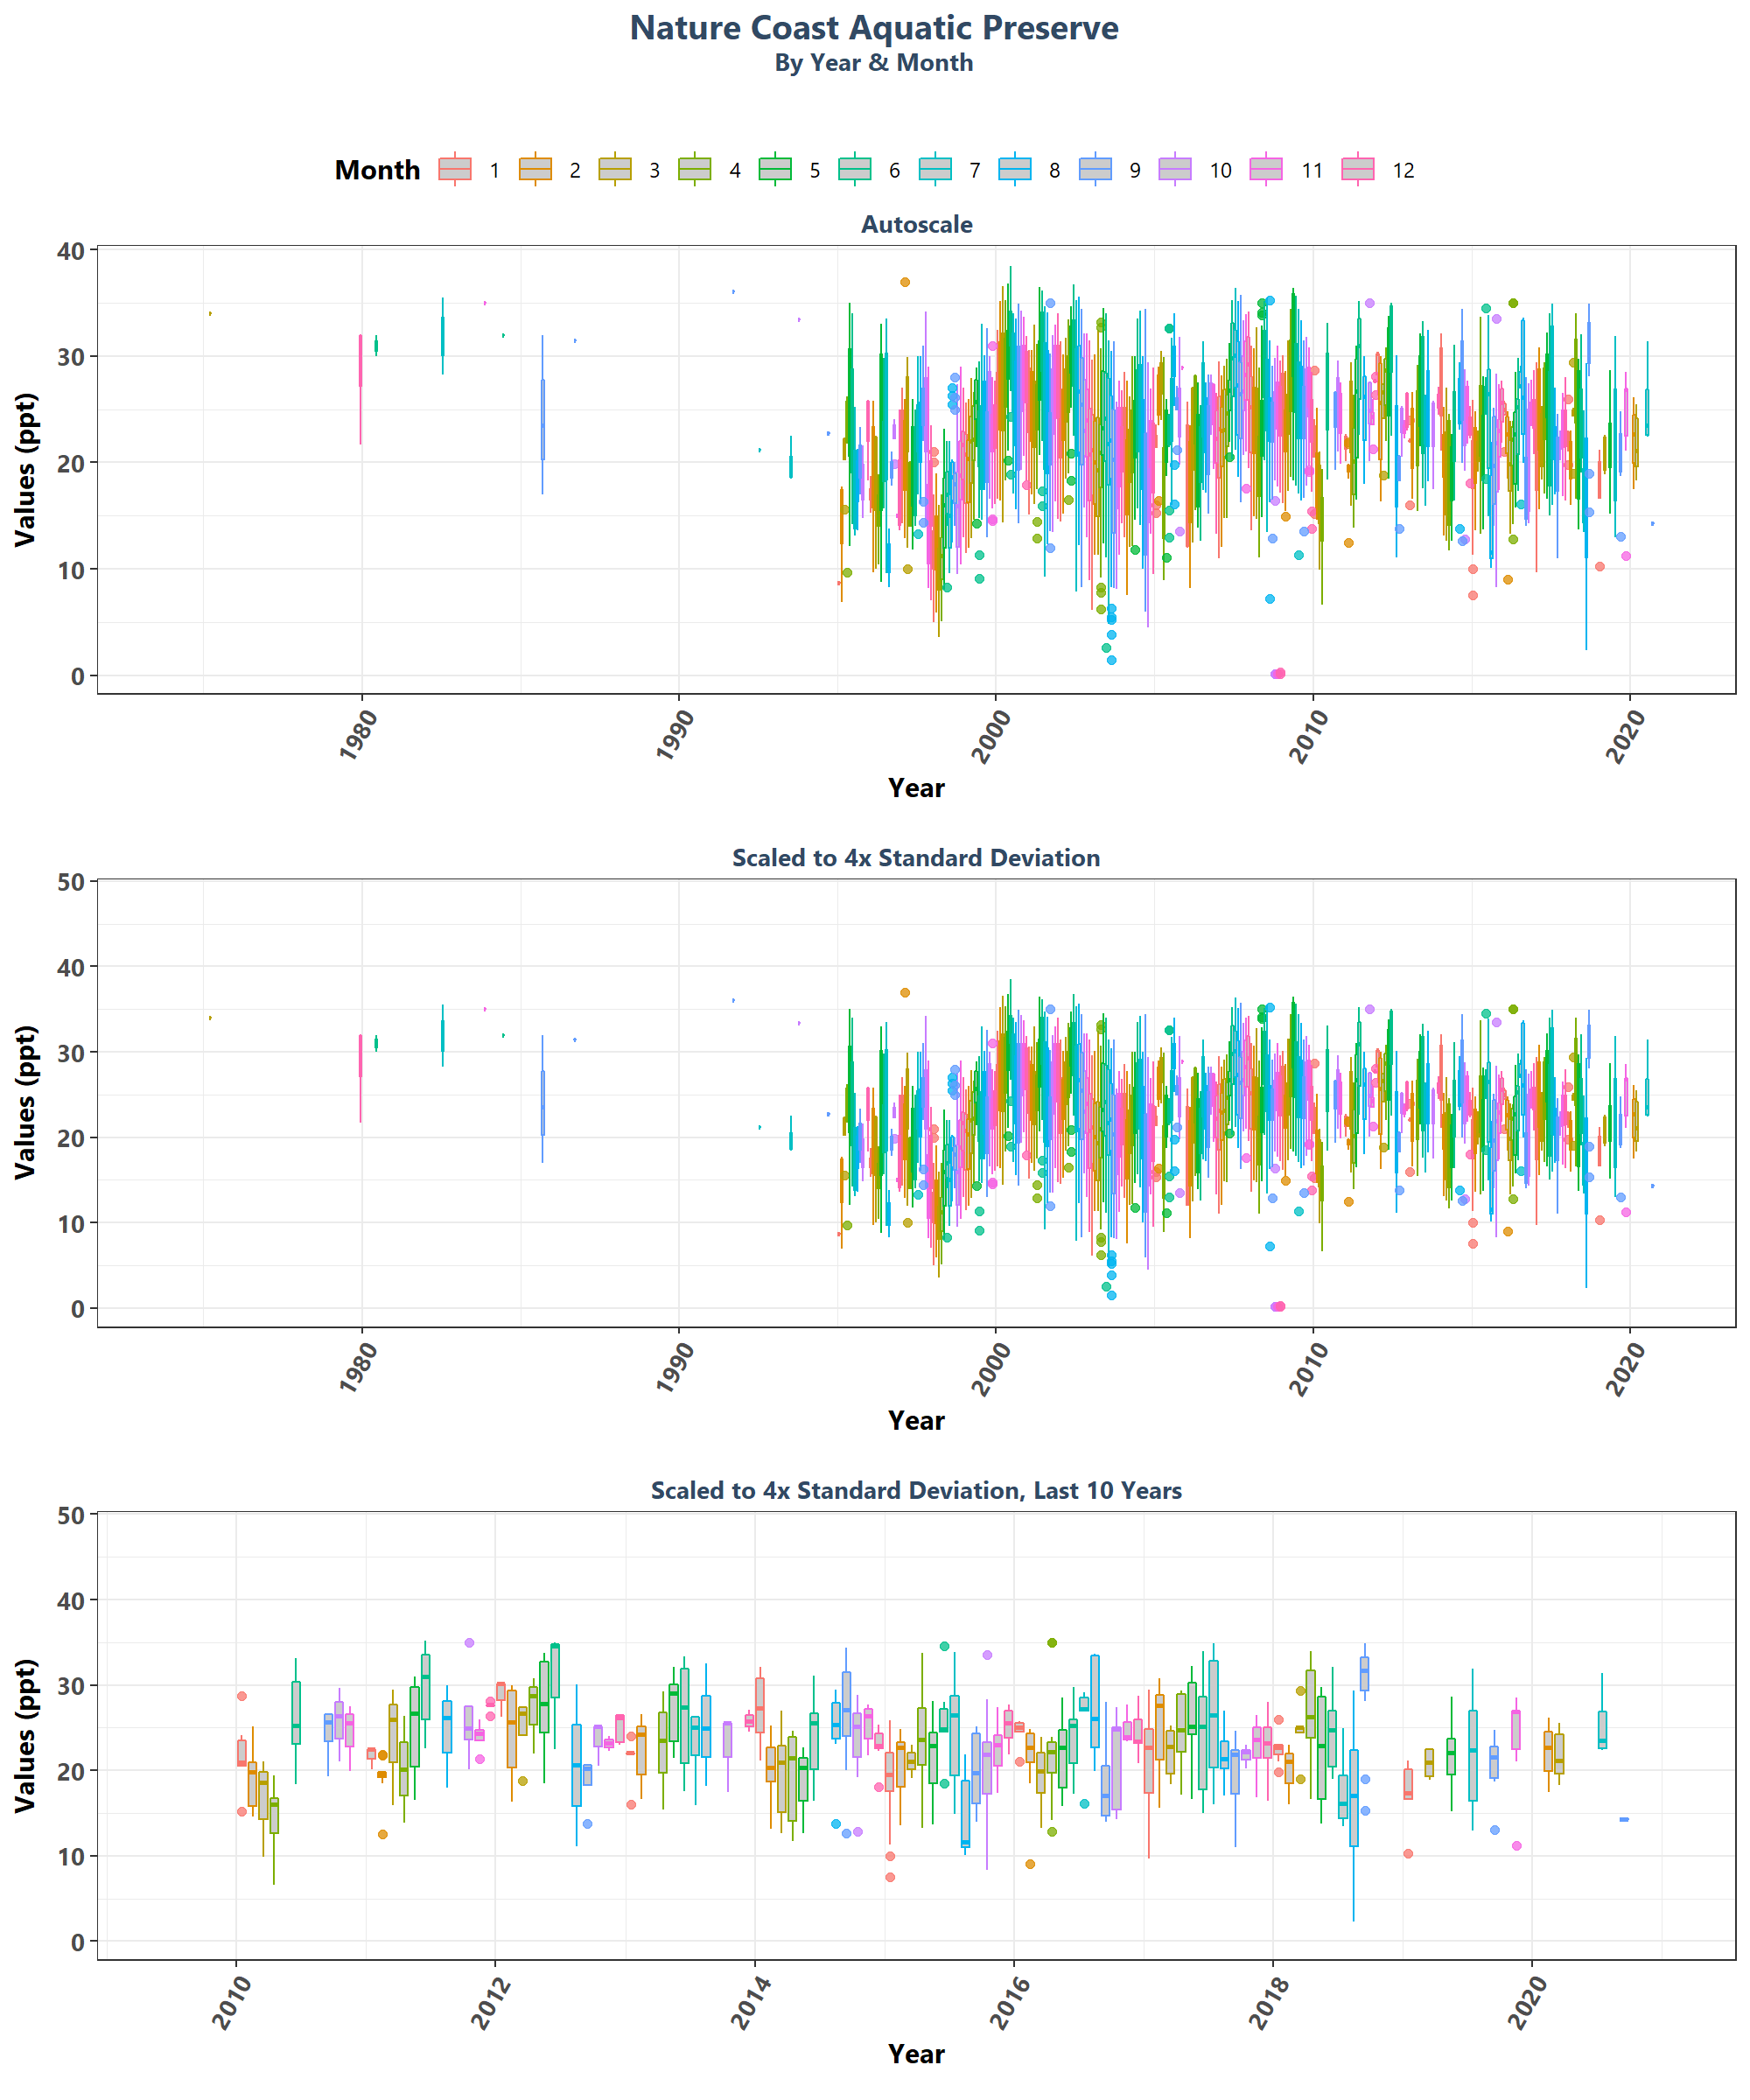 Nature Coast Aquatic Preserve
By Year & Month
Month 1 2 3 4 5 6 7 8 9 10 11 12
Autoscale
Values (ppt)
40
30
20
10
0
1980 1990 2000 2010 2020
Year
Scaled to 4x Standard Deviation
Values (ppt)
50
40
30
20
10
0
1980 1990 2000 2010 2020
Year
Scaled to 4x Standard Deviation, Last 10 Years
Values (ppt)
50
40
30
20
10
0
2010 2012 2014 2016 2018 2020
Year